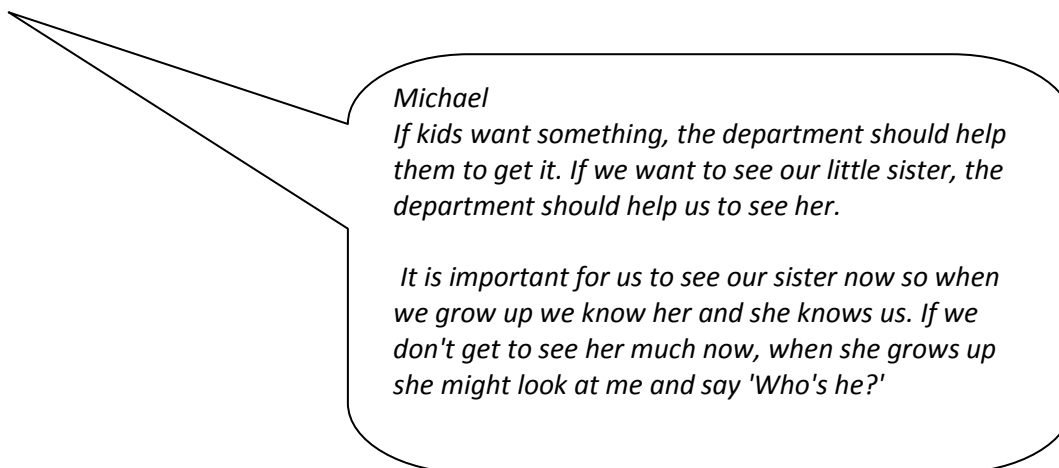 Michael
If kids want something, the department should help
them to get it. If we want to see our little sister, the
department should help us to see her.
It is important for us to see our sister now so when
we grow up we know her and she knows us. If we
don't get to see her much now, when she grows up
she might look at me and say 'Who's he?'